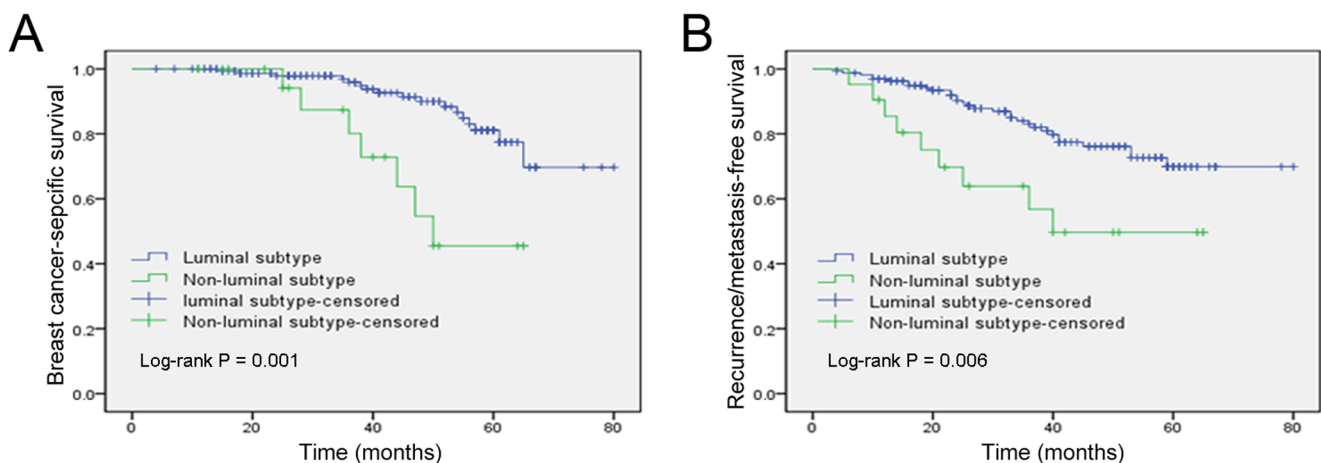 A
Breast cancer-sepcific survival
1.0
0.8
0.6
0.4
0.2
0.0
Luminal subtype
Non-luminal subtype
luminal subtype-censored
Non-luminal subtype-censored
Log-rank P = 0.001
0 20 40 60 80
Time (months)
B
Recurrence/metastasis-free survival
1.0
0.8
0.6
0.4
0.2
0.0
Luminal subtype
Non-luminal subtype
Luminal subtype-censored
Non-luminal subtype-censored
Log-rank P = 0.006
0 20 40 60 80
Time (months)